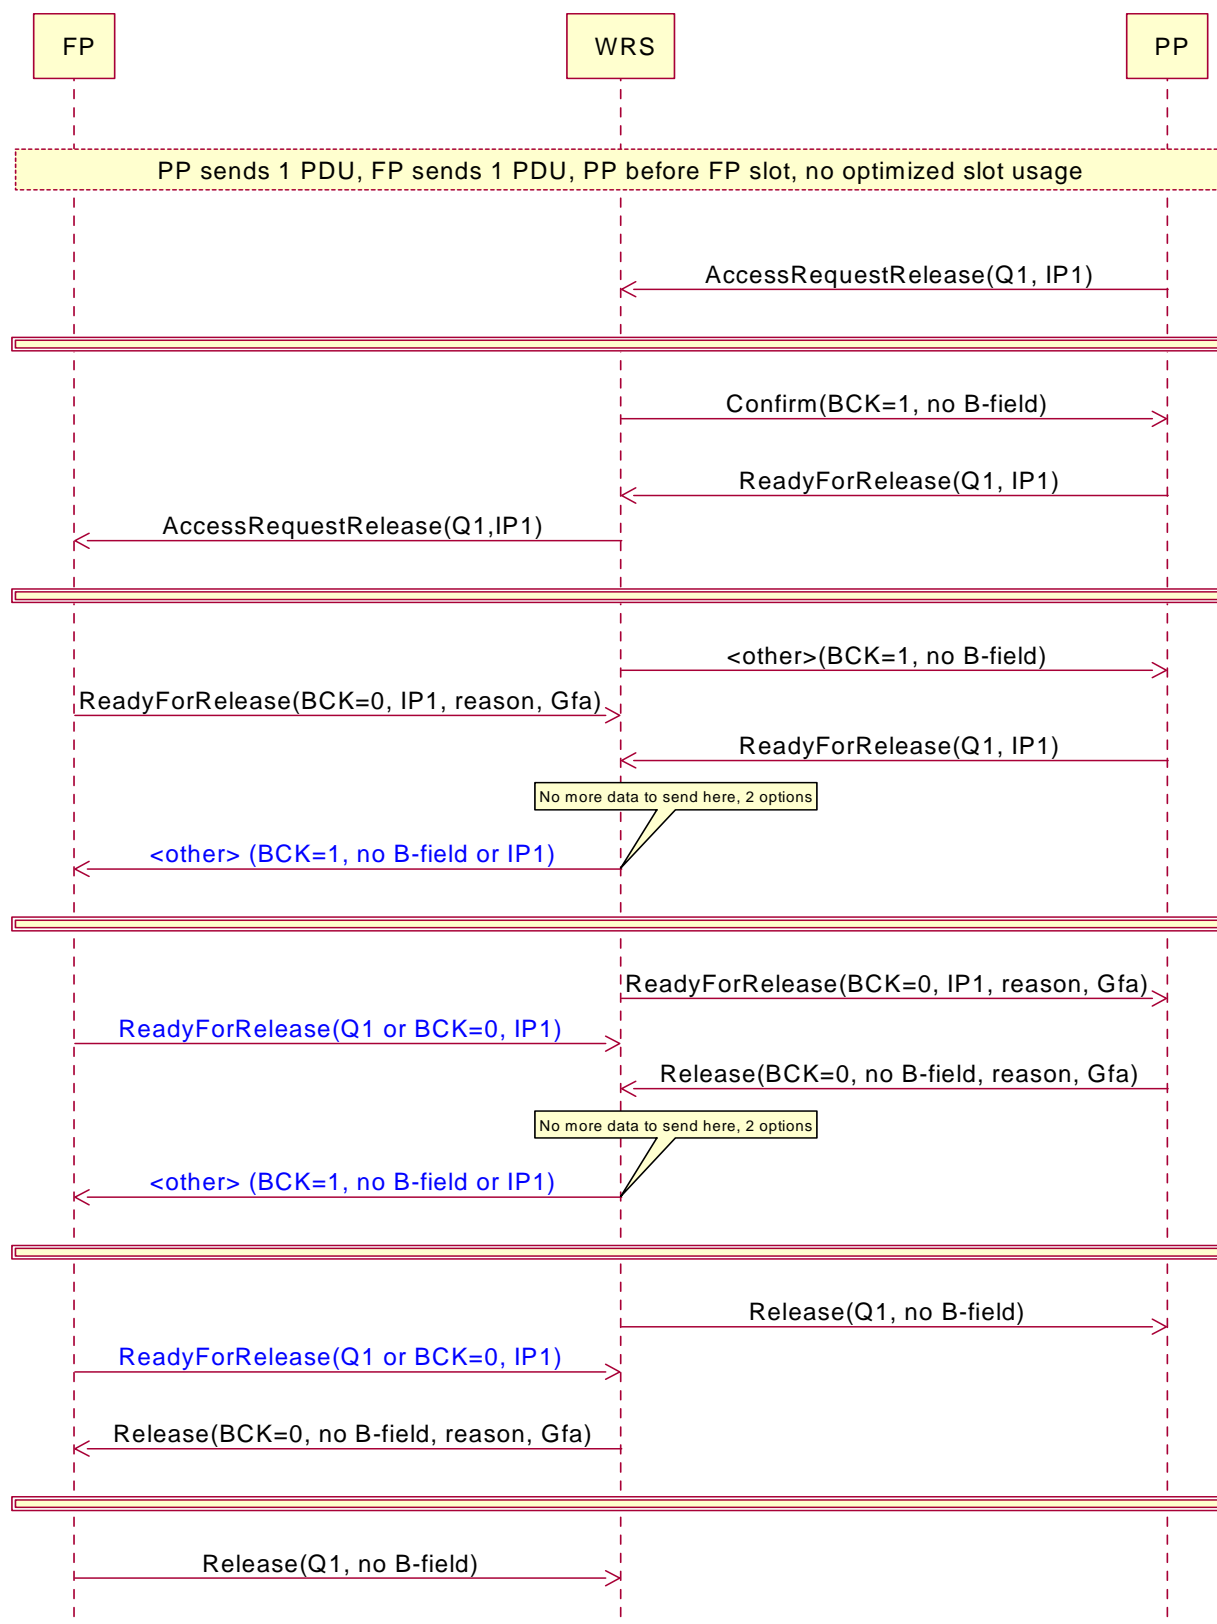 FP
WRS
PP
PP sends 1 PDU, FP sends 1 PDU, PP before FP slot, no optimized slot usage
AccessRequestRelease(Q1, IP1)
Confirm(BCK=1, no B-field)
ReadyForRelease(Q1, IP1)
AccessRequestRelease(Q1,IP1)
<other>(BCK=1, no B-field)
ReadyForRelease(BCK=0, IP1, reason, Gfa)
ReadyForRelease(Q1, IP1)
No more data to send here, 2 options
<other> (BCK=1, no B-field or IP1)
ReadyForRelease(BCK=0, IP1, reason, Gfa)
ReadyForRelease(Q1 or BCK=0, IP1)
Release(BCK=0, no B-field, reason, Gfa)
No more data to send here, 2 options
<other> (BCK=1, no B-field or IP1)
Release(Q1, no B-field)
ReadyForRelease(Q1 or BCK=0, IP1)
Release(BCK=0, no B-field, reason, Gfa)
Release(Q1, no B-field)